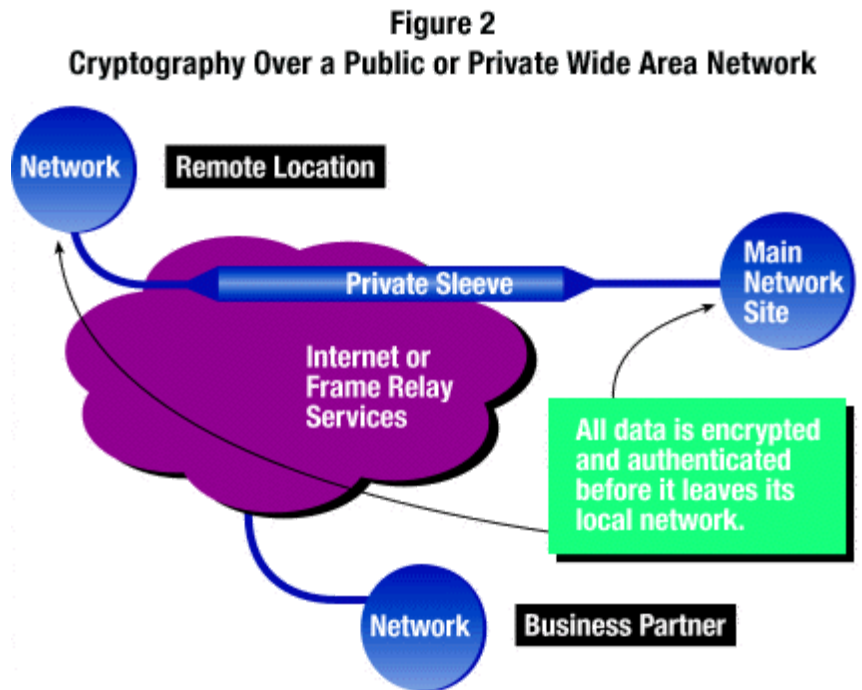 Figure 2
Cryptography Over a Public or Private Wide Area Network
Network
Remote Location
Private Sleeve
Main
Network
Site
Internet or
Frame Relay
Services
All data is encrypted
and authenticated
before it leaves its
local network.
Network
Business Partner